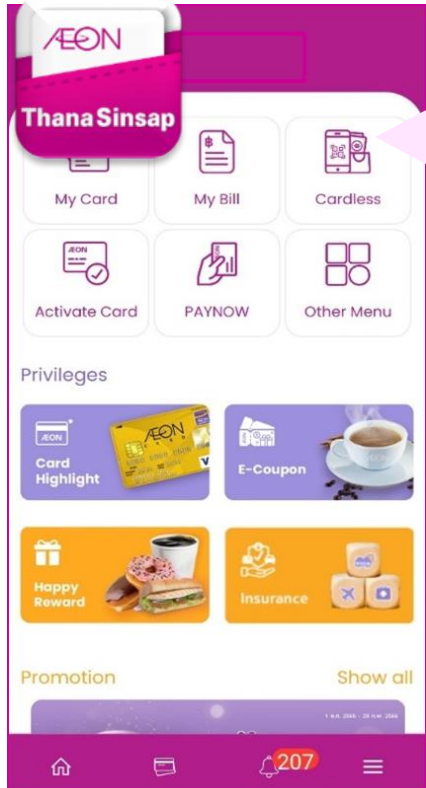 ÆON
Thana Sinsap
My Card
My Bill
Cardless
ÆON
Activate Card
PAYNOW
Other Menu
Privileges
ÆON
Card
Highlight
ÆON
E-Coupon
Happy
Reward
Insurance
Promotion
Show all
207